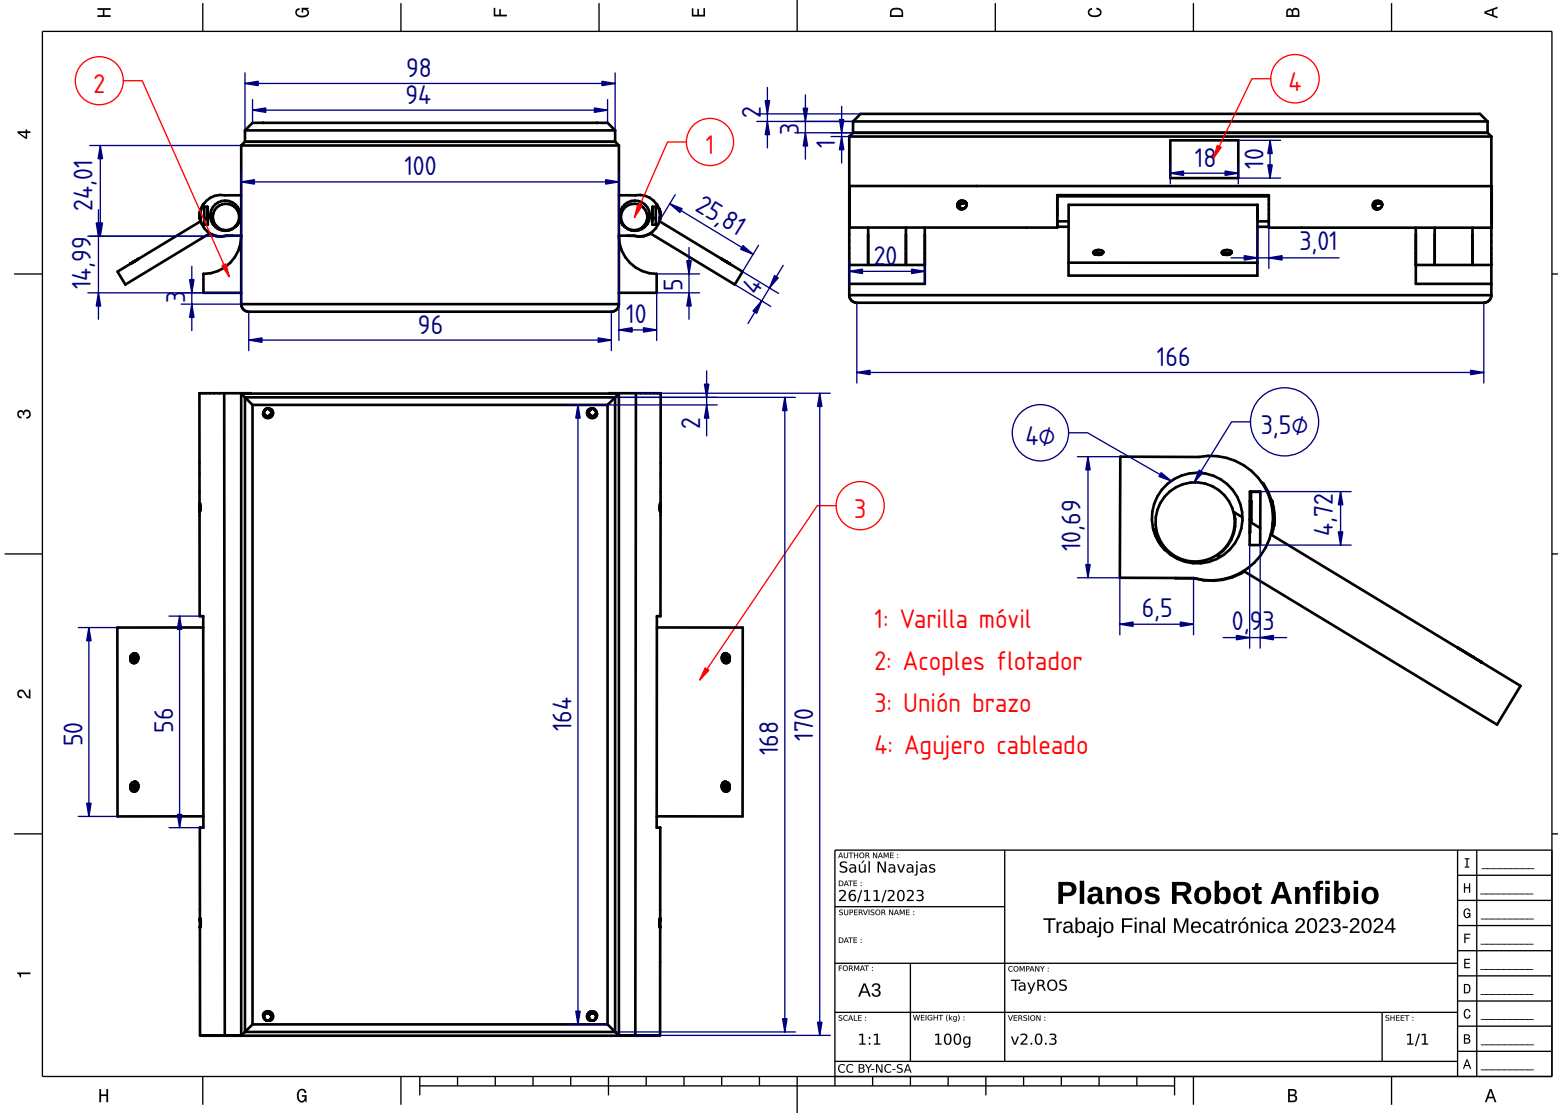 H G F E D C B A
4
3
2
1
2
98
94
100
24,01
14,99
3
96
10
5
4
25,81
1
4
2
3
1
18
10
20
3,01
166
2
3
50
56
164
168
170
4Φ
3,5Φ
10,69
6,5
0,93
4,72
1: Varilla móvil
2: Acoples flotador
3: Unión brazo
4: Agujero cableado
AUTHOR NAME :
Saúl Navajas
DATE :
26/11/2023
SUPERVISOR NAME :
DATE :
Planos Robot Anfibio
Trabajo Final Mecatrónica 2023-2024
FORMAT :
A3
COMPANY :
TayROS
SCALE :
1:1
WEIGHT (kg) :
100g
VERSION :
v2.0.3
SHEET :
1/1
CC BY-NC-SA
I
H
G
F
E
D
C
B
A
H G B A